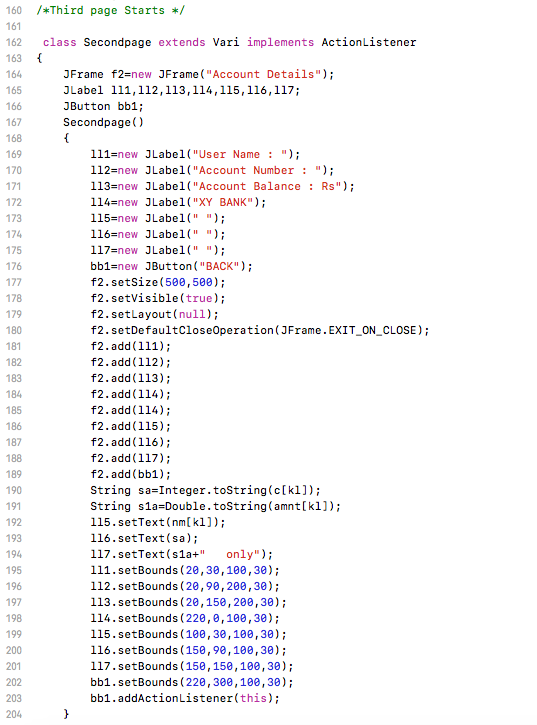 160 /*Third page Starts */
161
162 class Secondpage extends Vari implements ActionListener
163 {
164 JFrame f2=new JFrame("Account Details");
165 JLabel ll1,ll2,ll3,ll4,ll5,ll6,ll7;
166 JButton bb1;
167 Secondpage()
168 {
169 ll1=new JLabel("User Name : ");
170 ll2=new JLabel("Account Number : ");
171 ll3=new JLabel("Account Balance : Rs");
172 ll4=new JLabel("XY BANK");
173 ll5=new JLabel(" ");
174 ll6=new JLabel(" ");
175 ll7=new JLabel(" ");
176 bb1=new JButton("BACK");
177 f2.setSize(500,500);
178 f2.setVisible(true);
179 f2.setLayout(null);
180 f2.setDefaultCloseOperation(JFrame.EXIT_ON_CLOSE);
181 f2.add(ll1);
182 f2.add(ll2);
183 f2.add(ll3);
184 f2.add(ll4);
185 f2.add(ll4);
186 f2.add(ll5);
187 f2.add(ll6);
188 f2.add(ll7);
189 f2.add(bb1);
190 String sa=Integer.toString(c[kl]);
191 String s1a=Double.toString(amnt[kl]);
192 ll5.setText(nm[kl]);
193 ll6.setText(sa);
194 ll7.setText(s1a+"   only");
195 ll1.setBounds(20,30,100,30);
196 ll2.setBounds(20,90,200,30);
197 ll3.setBounds(20,150,200,30);
198 ll4.setBounds(220,0,100,30);
199 ll5.setBounds(100,30,100,30);
200 ll6.setBounds(150,90,100,30);
201 ll7.setBounds(150,150,100,30);
202 bb1.setBounds(220,300,100,30);
203 bb1.addActionListener(this);
204 }